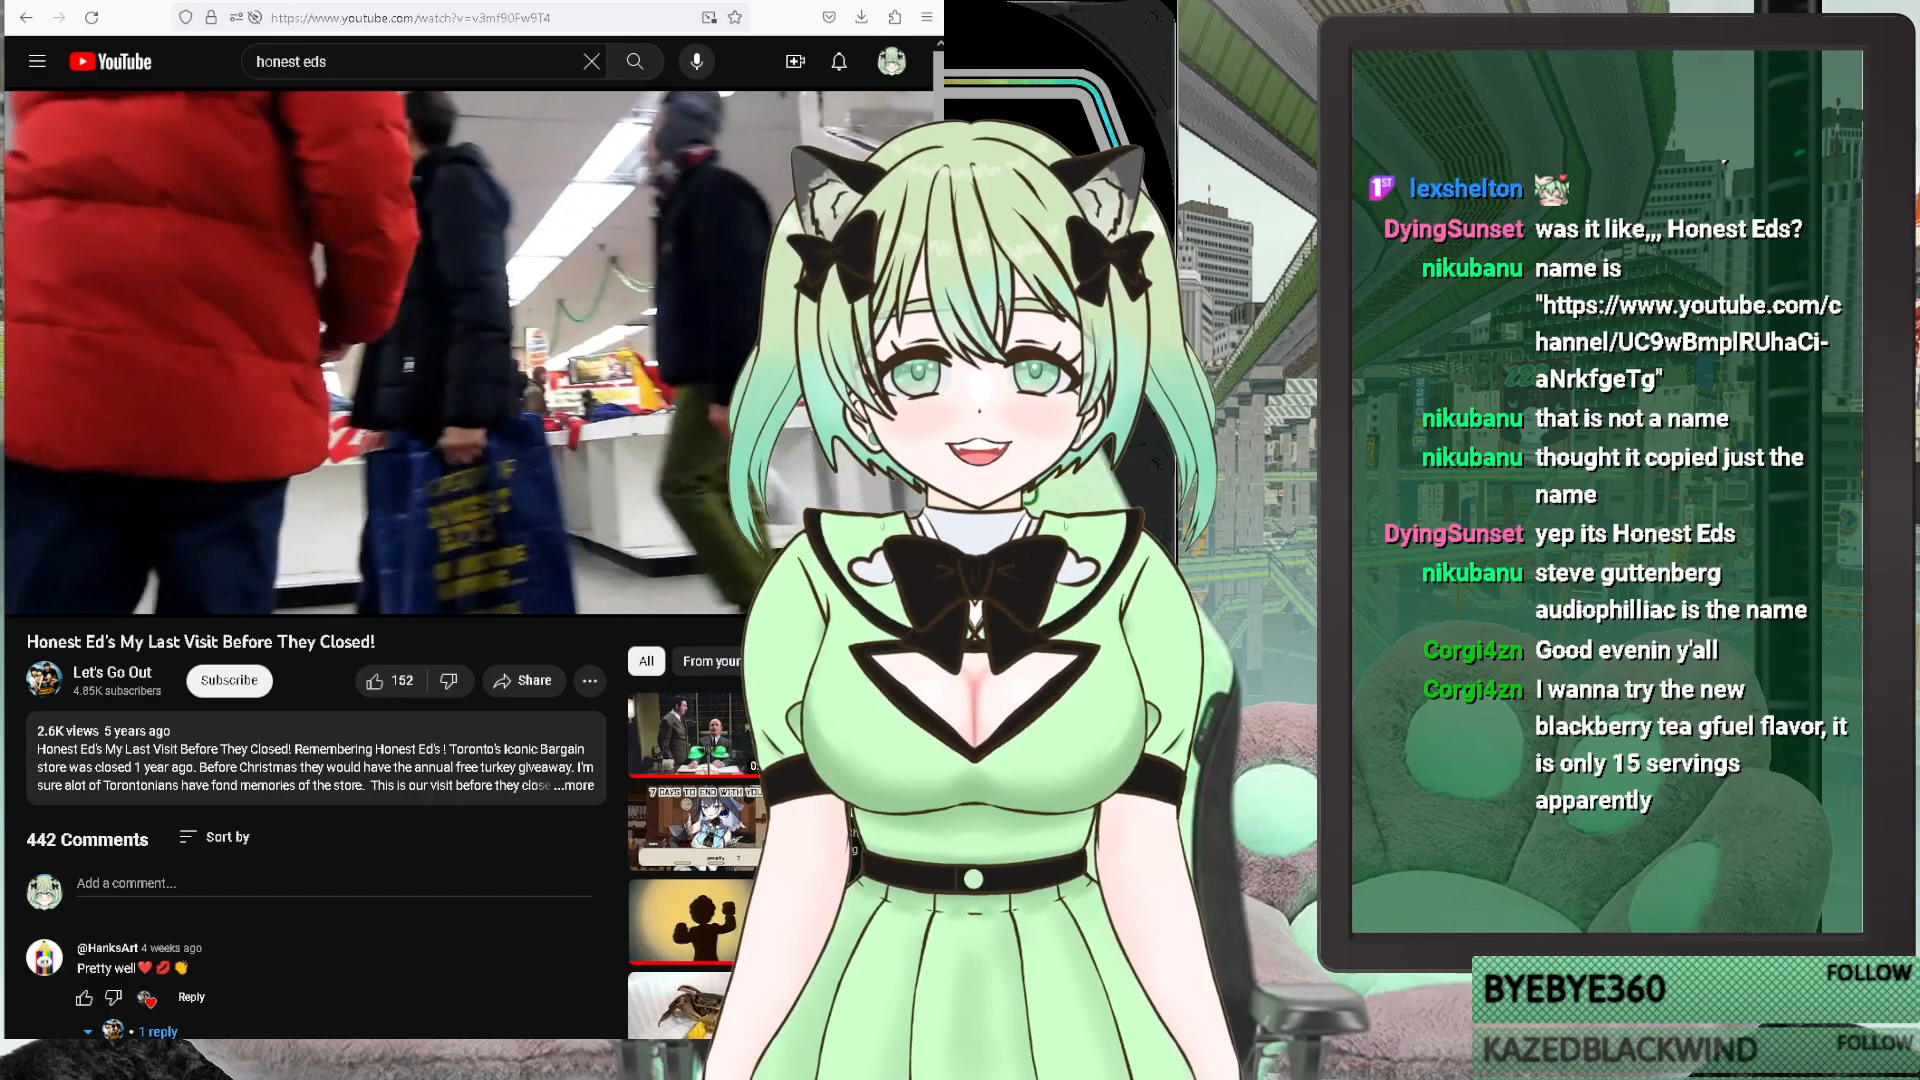 https://www.youtube.com/watch?v=v3mf90Fw9T4
YouTube
honest eds
Honest Ed's My Last Visit Before They Closed!
Let's Go Out
4.85K subscribers
Subscribe
152
Share
All
From your
2.6K views 5 years ago
Honest Ed's My Last Visit Before They Closed! Remembering Honest Ed's ! Toronto's Iconic Bargain
store was closed 1 year ago. Before Christmas they would have the annual free turkey giveaway. I'm
sure alot of Torontonians have fond memories of the store. This is our visit before they close ...more
442 Comments
Sort by
Add a comment...
@HanksArt 4 weeks ago
Pretty well❤️💋👏
Reply
• 1 reply
7 DAYS TO END WITH YOU
1ST lexshelton
DyingSunset was it like,,, Honest Eds?
nikubanu name is
"https://www.youtube.com/c
hannel/UC9wBmplRUhaCi-
aNrkfgeTg"
nikubanu that is not a name
nikubanu thought it copied just the
name
DyingSunset yep its Honest Eds
nikubanu steve guttenberg
audiophilliac is the name
Corgi4zn Good evenin y'all
Corgi4zn I wanna try the new
blackberry tea gfuel flavor, it
is only 15 servings
apparently
BYEBYE360
FOLLOW
KAZEDBLACKWIND
FOLLOW